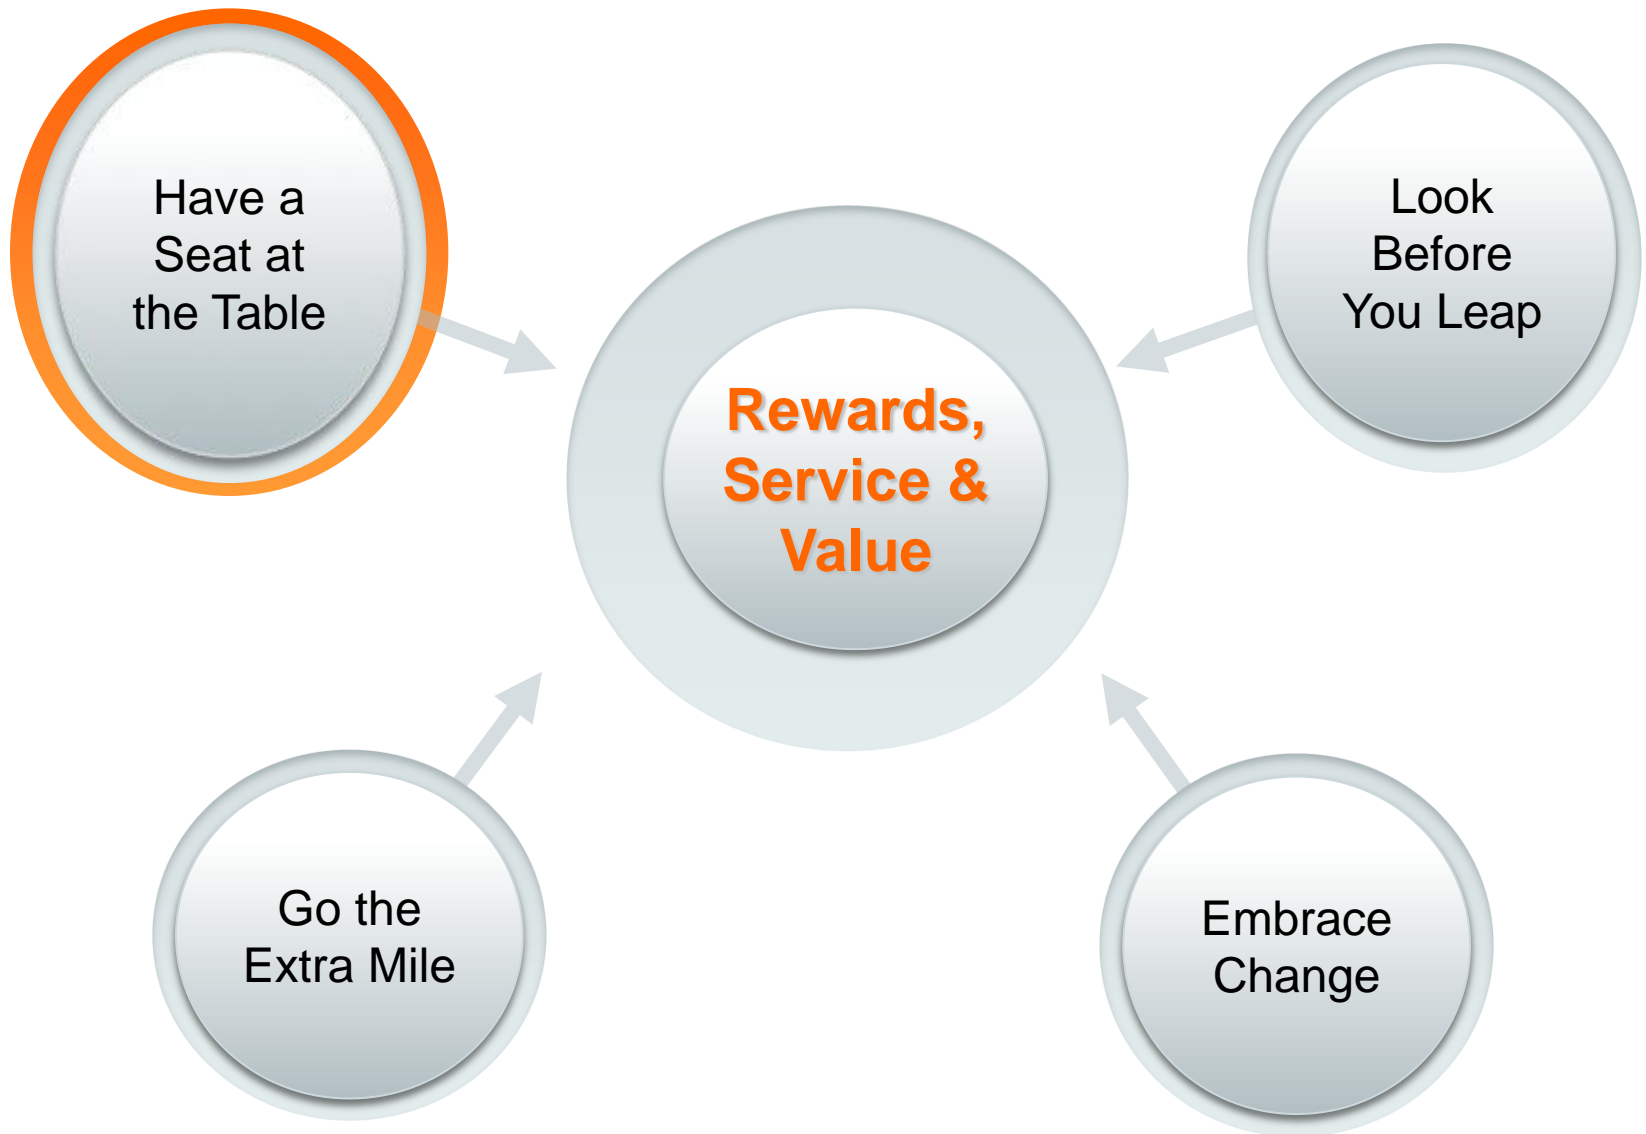 Have a
Seat at
the Table
Look
Before
You Leap
Rewards,
Service &
Value
Go the
Extra Mile
Embrace
Change